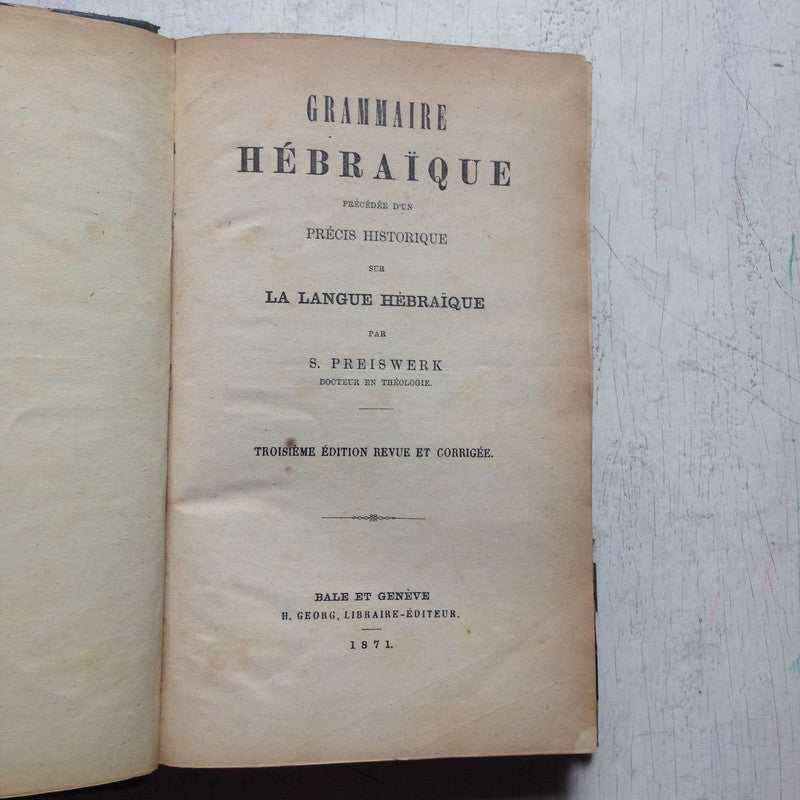 GRAMMAIRE
HÉBRAÏQUE
PRÉCÉDÉE D'UN
PRÉCIS HISTORIQUE
SUR
LA LANGUE HÉBRAÏQUE
PAR
S. PREISWERK
DOCTEUR EN THÉOLOGIE.
TROISIÈME ÉDITION REVUE ET CORRIGÉE.
BALE ET GENÈVE
H. GEORG, LIBRAIRE-ÉDITEUR.
1871.